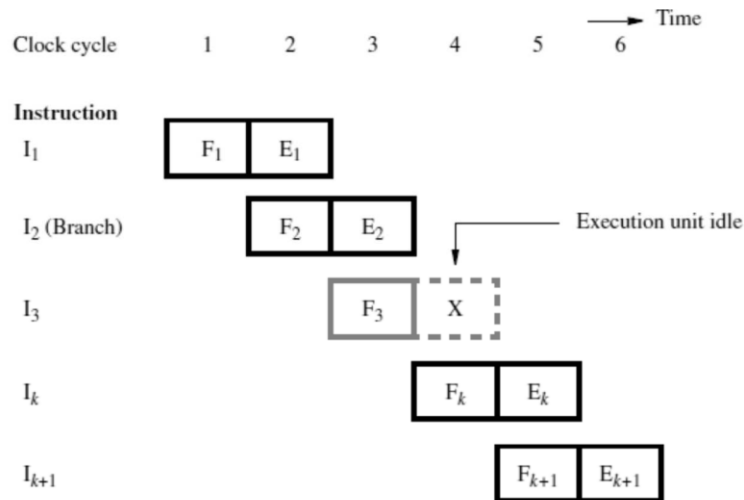 Time
Clock cycle 1 2 3 4 5 6
Instruction
I₁ F₁ E₁
I₂ (Branch) F₂ E₂ Execution unit idle
I₃ F₃ X
Iₖ Fₖ Eₖ
Iₖ₊₁ Fₖ₊₁ Eₖ₊₁